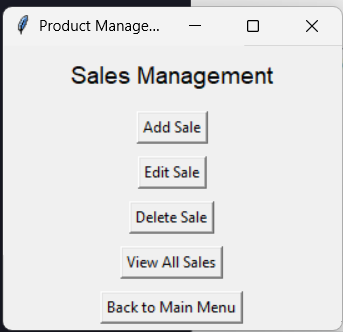 Product Manage...
Sales Management
Add Sale
Edit Sale
Delete Sale
View All Sales
Back to Main Menu